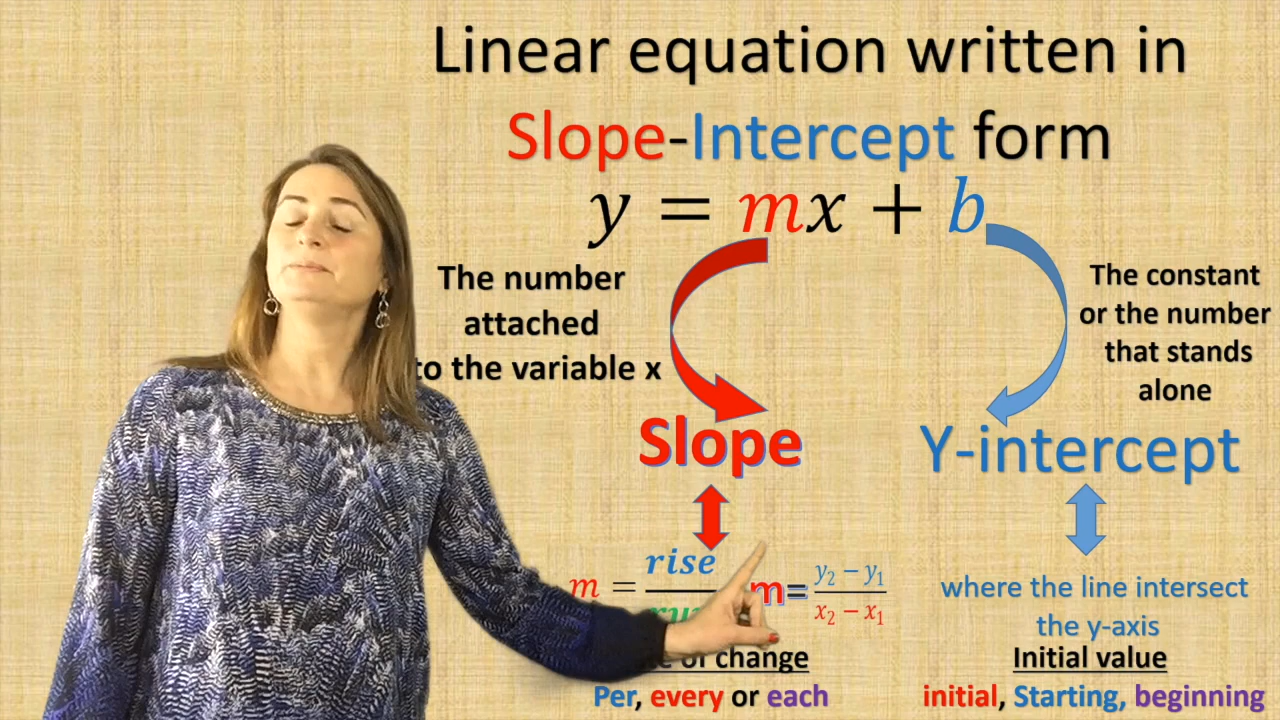 Linear equation written in
Slope-Intercept form
y = mx + b
The number
attached
to the variable x
The constant
or the number
that stands
alone
Slope
Y-intercept
m = rise
m= y₂ − y₁ / x₂ − x₁
where the line intersect
the y-axis
of change
Initial value
Per, every or each
initial, Starting, beginning